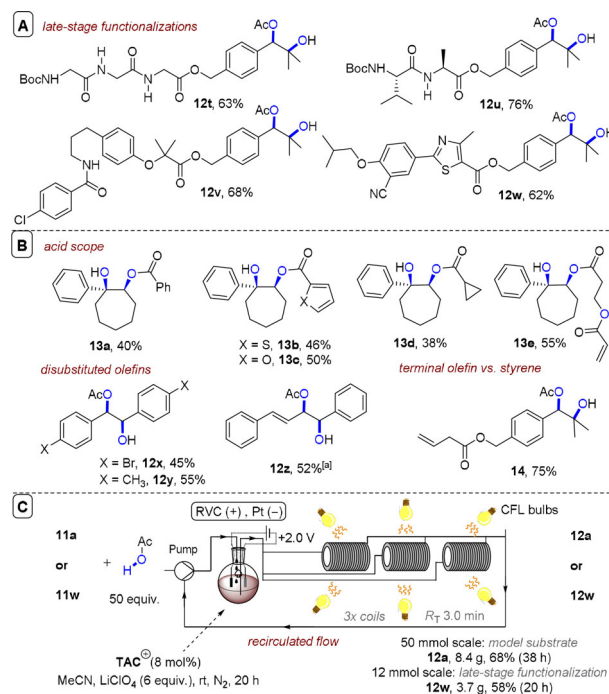 A
late-stage functionalizations
BocHN
O
H
N
O
N
H
O
O
AcO
OH
12t, 63%
BocHN
O
N
H
O
O
AcO
OH
12u, 76%
NH
O
Cl
O
O
O
AcO
OH
12v, 68%
O
CN
N
S
O
O
AcO
OH
12w, 62%
B
acid scope
HO
O
O
Ph
13a, 40%
HO
O
O
X
X = S, 13b, 46%
X = O, 13c, 50%
HO
O
O
13d, 38%
HO
O
O
O
O
13e, 55%
disubstituted olefins
terminal olefin vs. styrene
AcO
X
X
OH
X = Br, 12x, 45%
X = CH₃, 12y, 55%
AcO
OH
12z, 52%[a]
O
O
AcO
OH
14, 75%
C
RVC (+) , Pt (–)
+2.0 V
CFL bulbs
11a
or
11w
+
Ac
H O
50 equiv.
Pump
3x coils
RT 3.0 min
12a
or
12w
recirculated flow
TAC⊕ (8 mol%)
MeCN, LiClO₄ (6 equiv.), rt, N₂, 20 h
50 mmol scale: model substrate
12a, 8.4 g, 68% (38 h)
12 mmol scale: late-stage functionalization
12w, 3.7 g, 58% (20 h)